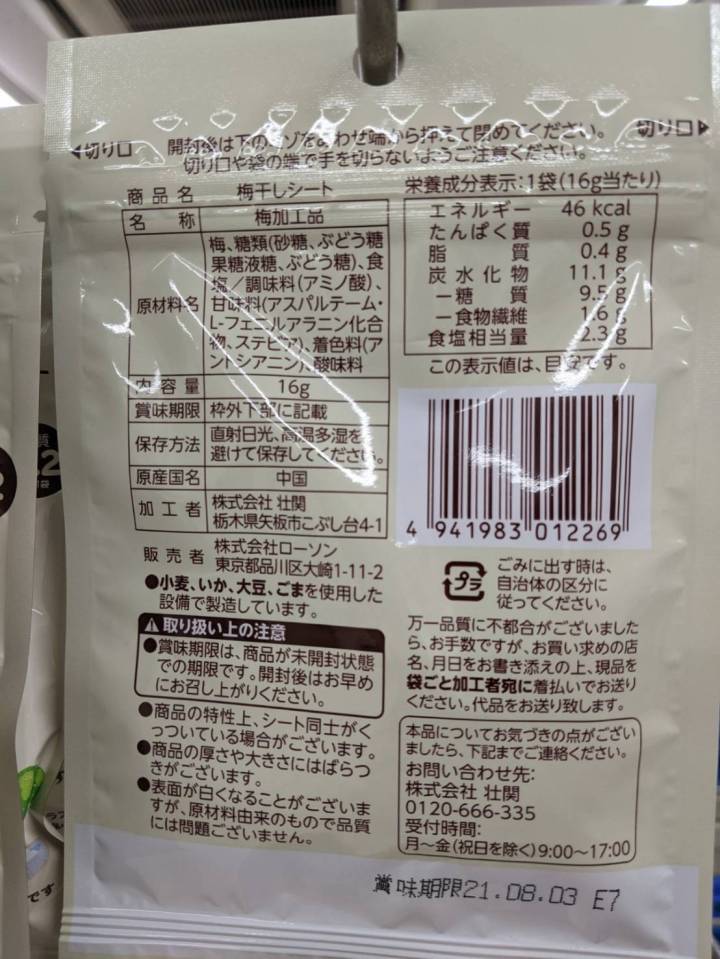 ◀切り口
開封後は下のミゾをあわせ端から押えて閉めてください。
切り口や袋の端で手を切らないようご注意ください。
切り口▶
商品名 梅干しシート
名称 梅加工品
原材料名 梅、糖類(砂糖、ぶどう糖
果糖液糖、ぶどう糖)、食
塩/調味料(アミノ酸)、
甘味料(アスパルテーム・
L-フェニルアラニン化合
物、ステビア)、着色料(ア
ントシアニン)、酸味料
内容量 16g
賞味期限 枠外下部に記載
保存方法 直射日光、高温多湿を
避けて保存してください。
原産国名 中国
加工者 株式会社 壮関
栃木県矢板市こぶし台4-1
販売者 株式会社ローソン
東京都品川区大崎1-11-2
●小麦、いか、大豆、ごまを使用した
設備で製造しています。
取り扱い上の注意
●賞味期限は、商品が未開封状態
での期限です。開封後はお早め
にお召し上がりください。
●商品の特性上、シート同士がく
っついている場合がございます。
●商品の厚さや大きさにはばらつ
きがございます。
●表面が白くなることがございま
すが、原材料由来のもので品質
には問題ございません。
栄養成分表示:1袋(16g当たり)
エネルギー 46 kcal
たんぱく質 0.5 g
脂質 0.4 g
炭水化物 11.1 g
ー糖質 9.5 g
ー食物繊維 1.6 g
食塩相当量 2.3 g
この表示値は、目安です。
4 941983 012269
プラ
ごみに出す時は、
自治体の区分に
従ってください。
万一品質に不都合がございました
ら、お手数ですが、お買い求めの店
名、月日をお書き添えの上、現品を
袋ごと加工者宛に着払いでお送り
ください。代品をお送り致します。
本品についてお気づきの点がござい
ましたら、下記までご連絡ください。
お問い合わせ先:
株式会社 壮関
0120-666-335
受付時間:
月〜金(祝日を除く)9:00〜17:00
賞味期限21.08.03 E7
です